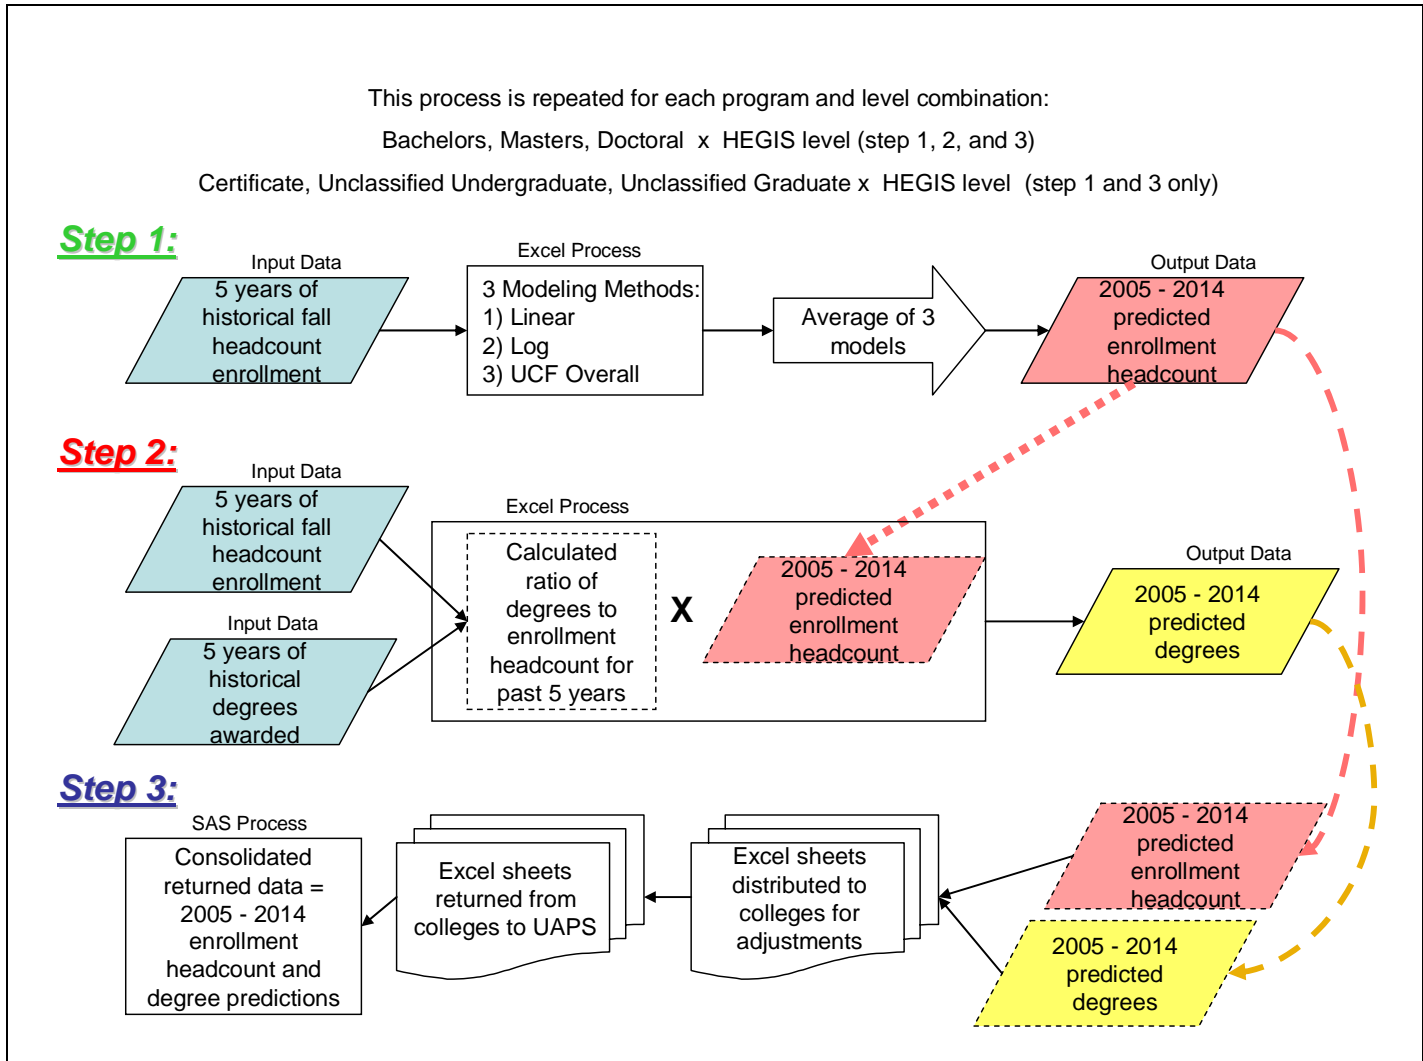 This process is repeated for each program and level combination:
Bachelors, Masters, Doctoral x HEGIS level (step 1, 2, and 3)
Certificate, Unclassified Undergraduate, Unclassified Graduate x HEGIS level (step 1 and 3 only)
Step 1:
Input Data
5 years of
historical fall
headcount
enrollment
Excel Process
3 Modeling Methods:
1) Linear
2) Log
3) UCF Overall
Average of 3
models
Output Data
2005 - 2014
predicted
enrollment
headcount
Step 2:
Input Data
5 years of
historical fall
headcount
enrollment
Input Data
5 years of
historical
degrees
awarded
Excel Process
Calculated
ratio of
degrees to
enrollment
headcount for
past 5 years
X
2005 - 2014
predicted
enrollment
headcount
Output Data
2005 - 2014
predicted
degrees
Step 3:
SAS Process
Consolidated
returned data =
2005 - 2014
enrollment
headcount and
degree predictions
Excel sheets
returned from
colleges to UAPS
Excel sheets
distributed to
colleges for
adjustments
2005 - 2014
predicted
enrollment
headcount
2005 - 2014
predicted
degrees